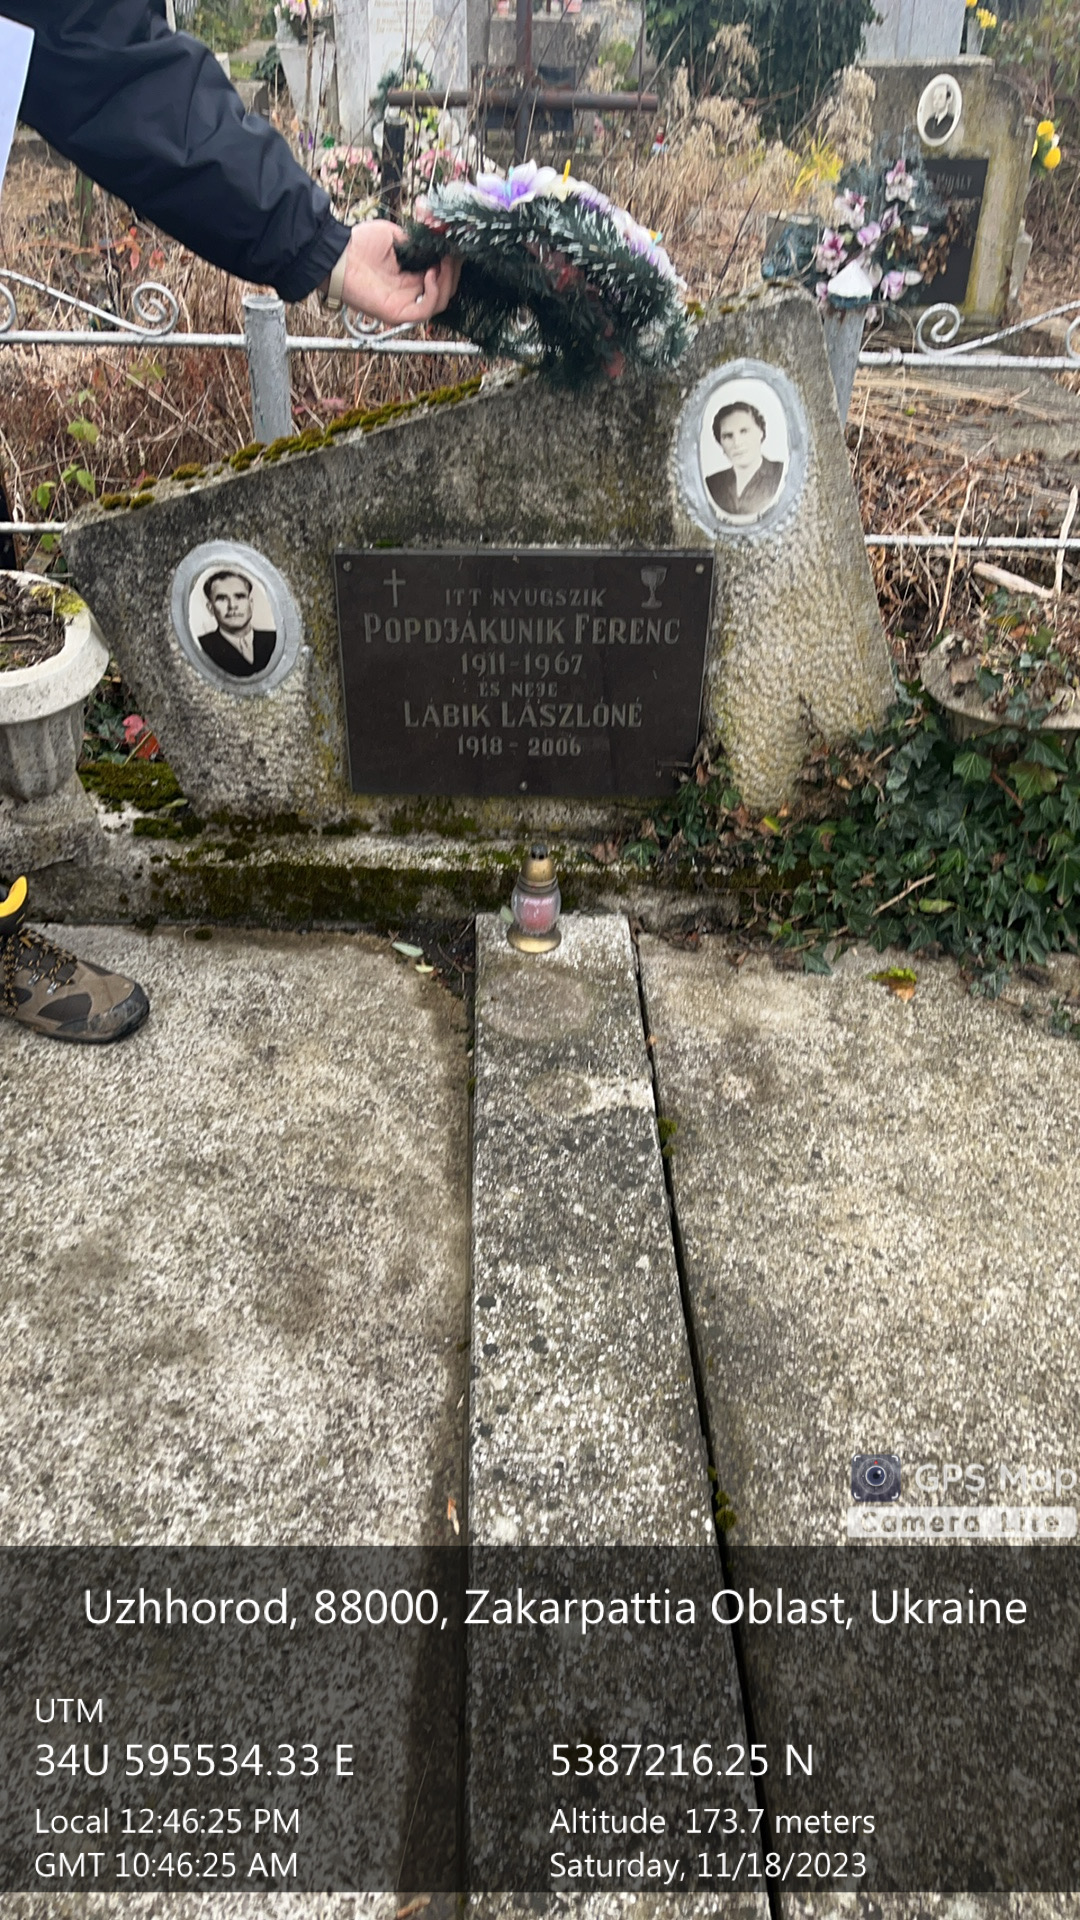 ITT NYUGSZIK
POPDJÁKUNIK FERENC
1911-1967
ÉS NEJE
LABIK LÁSZLÓNÉ
1918 - 2006
GPS Map
Camera Lite
Uzhhorod, 88000, Zakarpattia Oblast, Ukraine
UTM
34U 595534.33 E
5387216.25 N
Local 12:46:25 PM
Altitude 173.7 meters
GMT 10:46:25 AM
Saturday, 11/18/2023